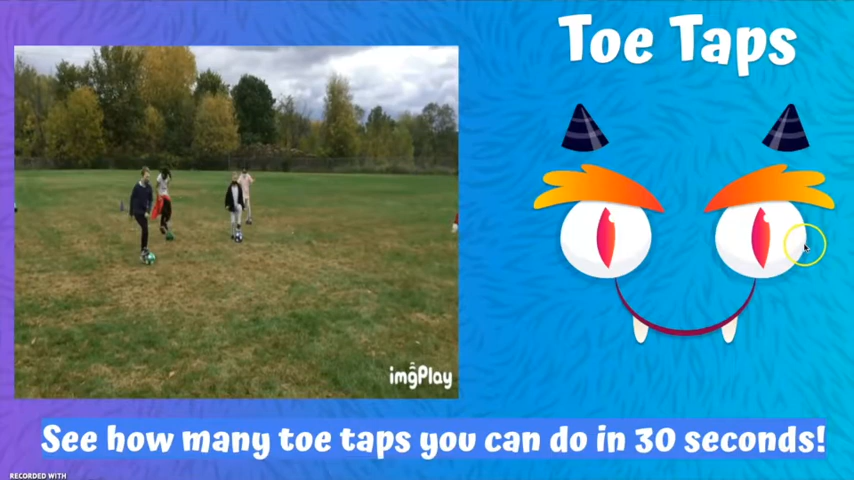 Toe Taps
imgPlay
See how many toe taps you can do in 30 seconds!
RECORDED WITH